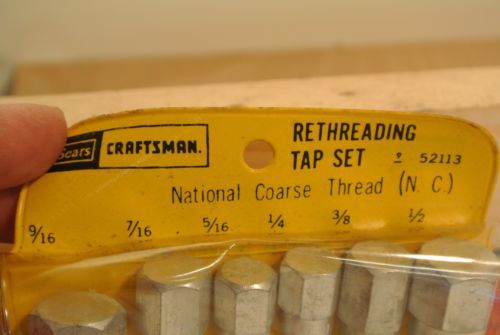 Sears CRAFTSMAN.
RETHREADING
TAP SET 9 52113
National Coarse Thread (N. C.)
9/16 7/16 5/16 1/4 3/8 1/2